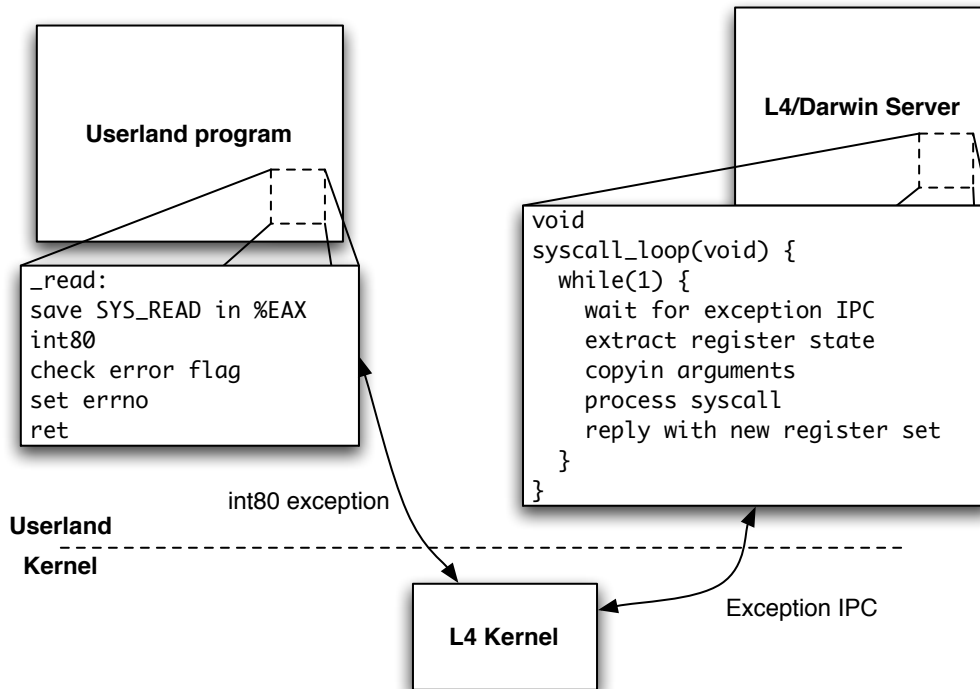 Userland program
_read:
save SYS_READ in %EAX
int80
check error flag
set errno
ret
L4/Darwin Server
void
syscall_loop(void) {
while(1) {
wait for exception IPC
extract register state
copyin arguments
process syscall
reply with new register set
}
}
int80 exception
Userland
Kernel
L4 Kernel
Exception IPC